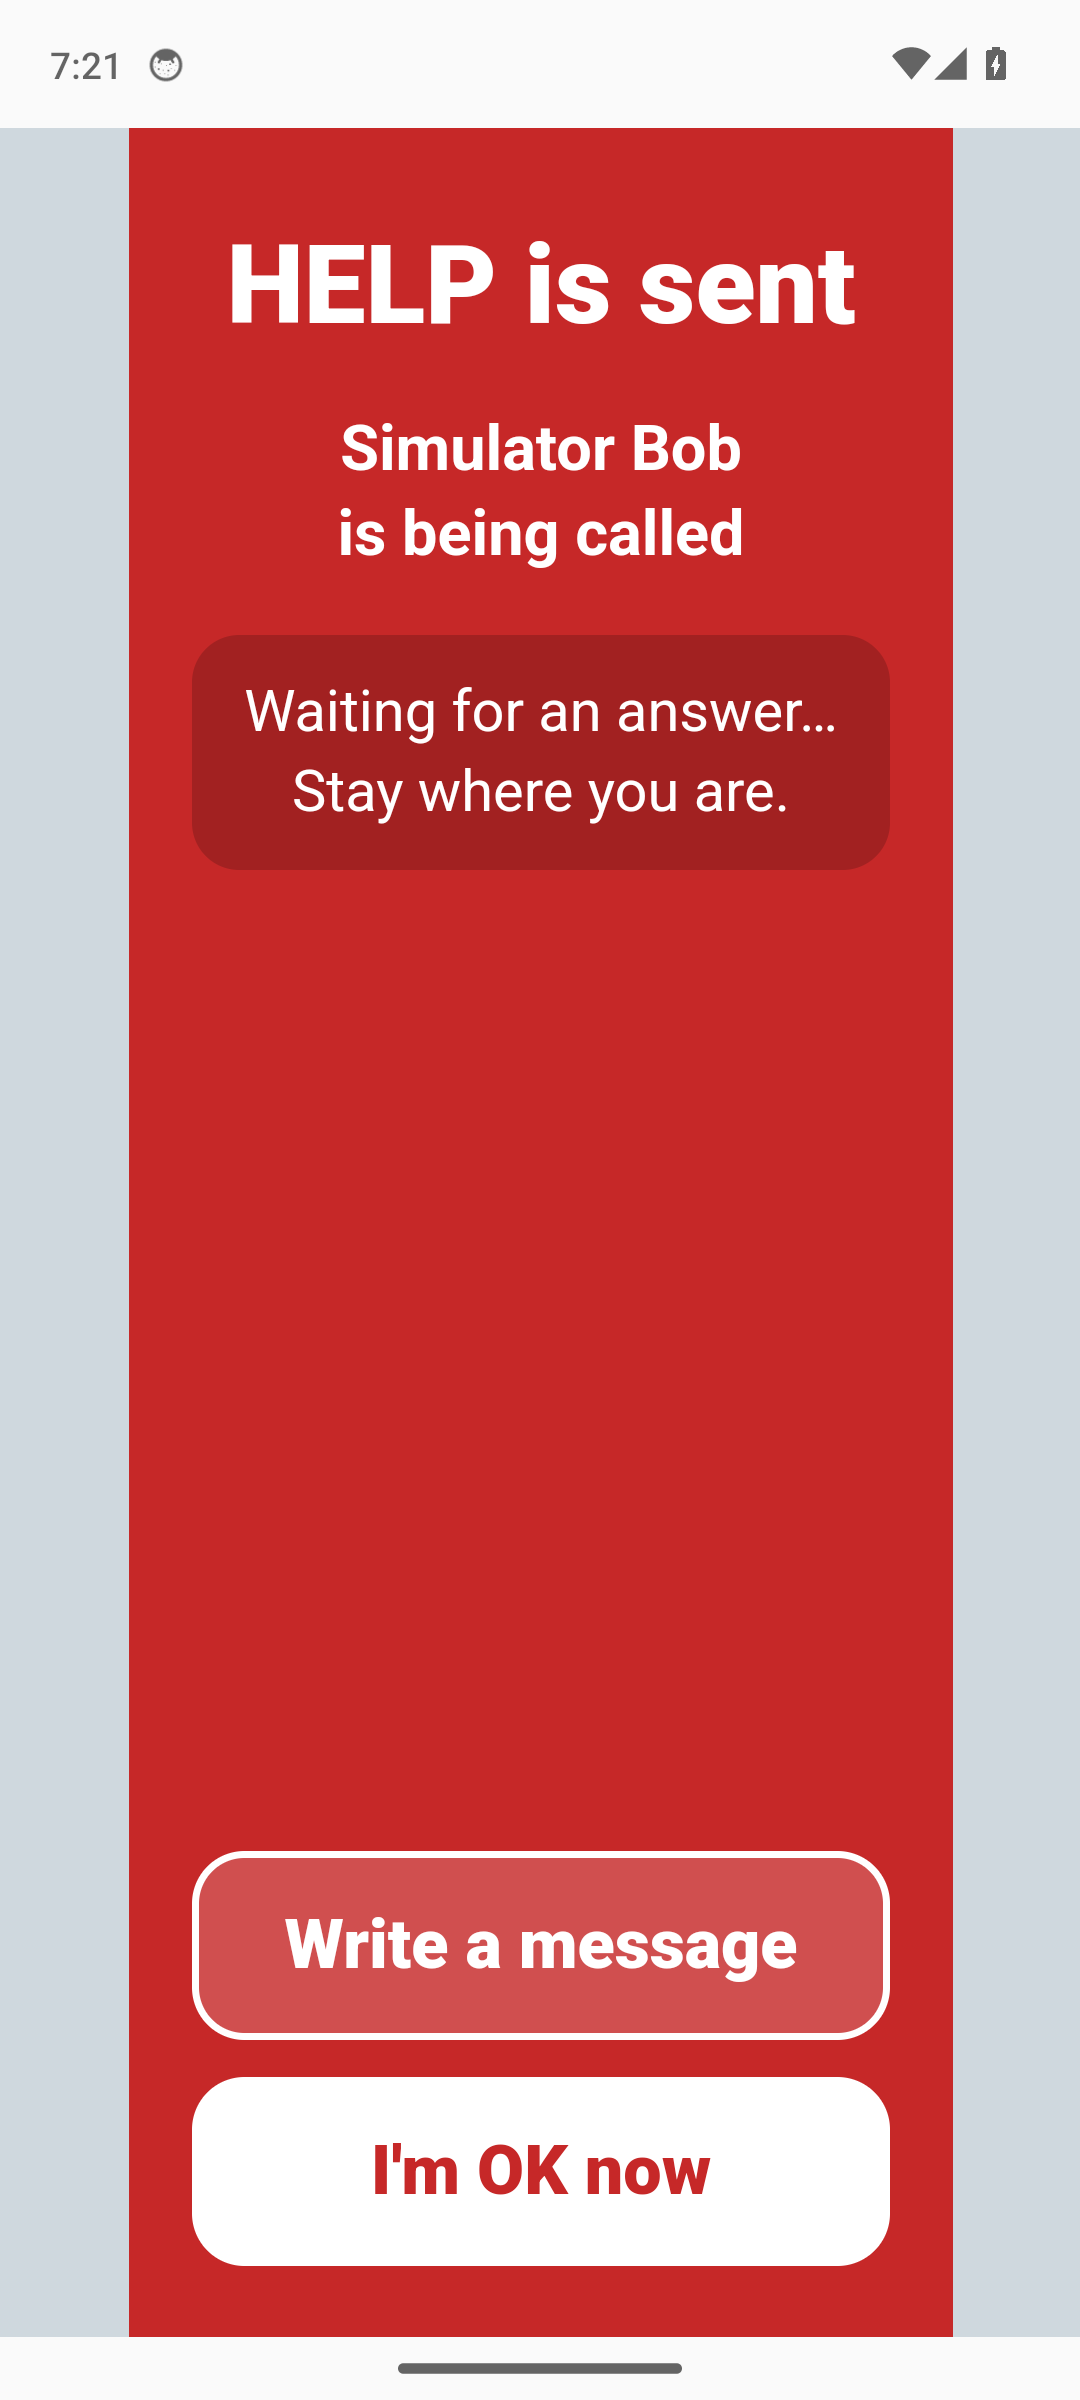 7:21
HELP is sent
Simulator Bob
is being called
Waiting for an answer...
Stay where you are.
Write a message
I'm OK now